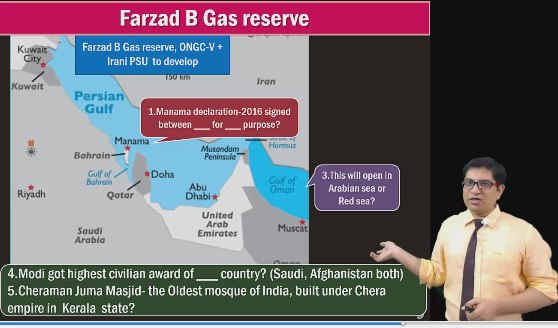 Farzad B Gas reserve
Farzad B Gas reserve, ONGC-V +
Irani PSU to develop
Kuwait
City
Kuwait
150 km
Iran
Persian
Gulf
1.Manama declaration-2016 signed
between ___ for ___ purpose?
Manama
Musandam
Peninsula
Hormuz
Bahrain
Gulf of
Bahrain
Doha
Qatar
Abu
Dhabi
Gulf of
Oman
3.This will open in
Arabian sea or
Red sea?
Riyadh
United
Arab
Emirates
Muscat
Saudi
Arabia
Oman
4.Modi got highest civilian award of ___ country? (Saudi, Afghanistan both)
5.Cheraman Juma Masjid- the Oldest mosque of India, built under Chera
empire in Kerala state?